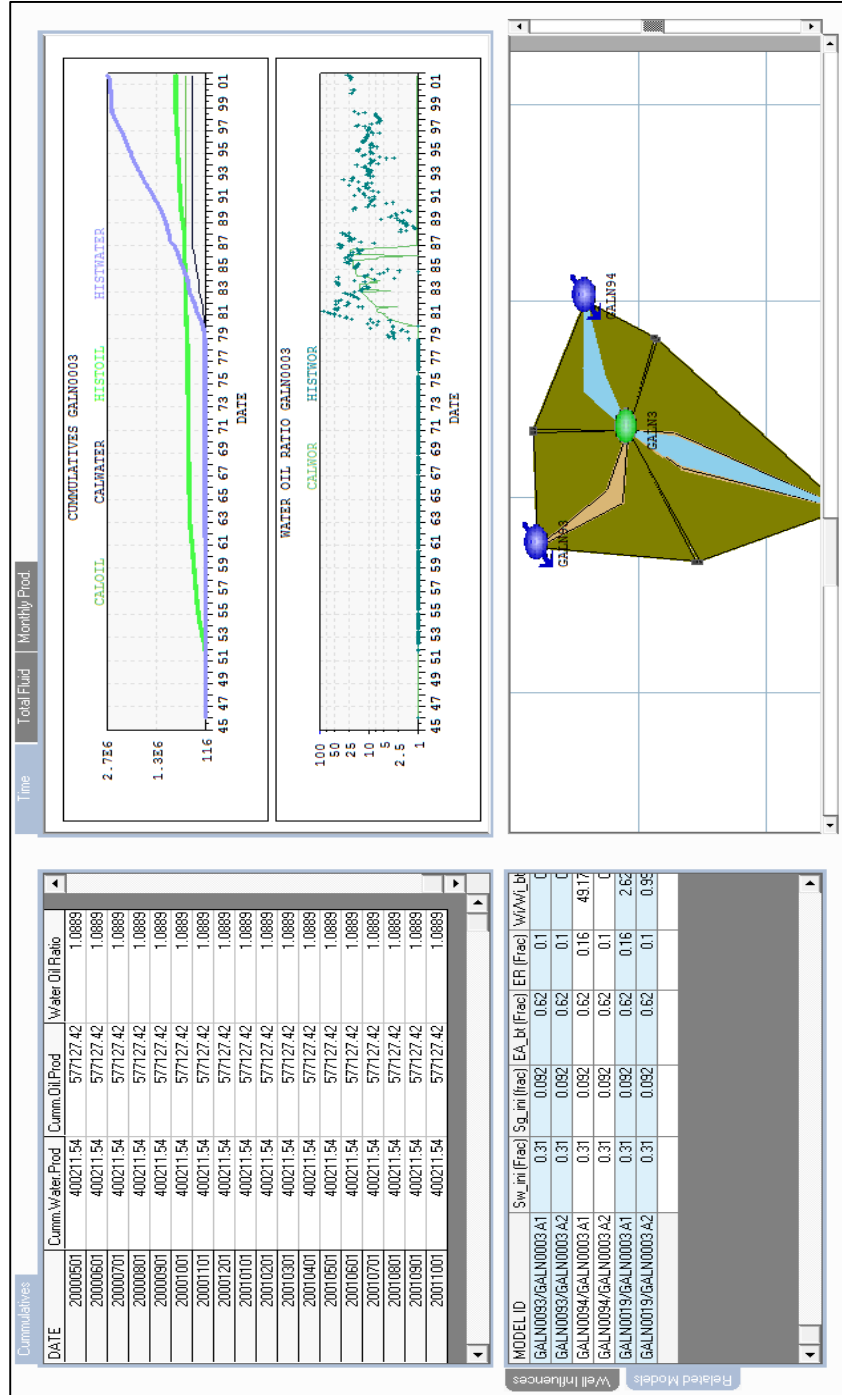 Cummulatives
DATE Cumm.Water.Prod Cumm.Oil.Prod Water Oil Ratio
20000501 400211.54 577127.42 1.0889
20000601 400211.54 577127.42 1.0889
20000701 400211.54 577127.42 1.0889
20000801 400211.54 577127.42 1.0889
20000901 400211.54 577127.42 1.0889
20001001 400211.54 577127.42 1.0889
20001101 400211.54 577127.42 1.0889
20001201 400211.54 577127.42 1.0889
20010101 400211.54 577127.42 1.0889
20010201 400211.54 577127.42 1.0889
20010301 400211.54 577127.42 1.0889
20010401 400211.54 577127.42 1.0889
20010501 400211.54 577127.42 1.0889
20010601 400211.54 577127.42 1.0889
20010701 400211.54 577127.42 1.0889
20010801 400211.54 577127.42 1.0889
20010901 400211.54 577127.42 1.0889
20011001 400211.54 577127.42 1.0889
Time Total Fluid Monthly Prod.
CUMMULATIVES GALN0003
CALOIL CALWATER HISTOIL HISTWATER
2.7E6
1.3E6
116
45 47 49 51 53 55 57 59 61 63 65 67 69 71 73 75 77 79 81 83 85 87 89 91 93 95 97 99 01
DATE
WATER OIL RATIO GALN0003
CALWOR HISTWOR
100
50
25
10
5
2.5
1
45 47 49 51 53 55 57 59 61 63 65 67 69 71 73 75 77 79 81 83 85 87 89 91 93 95 97 99 01
DATE
Well Influences
Related Models
MODEL ID Sw_ini (Frac) Sg_ini (frac) EA_bt (Frac) ER (Frac) Wi/Wi_bt
GALN0093/GALN0003 A1 0.31 0.092 0.62 0.1 0
GALN0093/GALN0003 A2 0.31 0.092 0.62 0.1 0
GALN0094/GALN0003 A1 0.31 0.092 0.62 0.16 49.17
GALN0094/GALN0003 A2 0.31 0.092 0.62 0.1 0
GALN0019/GALN0003 A1 0.31 0.092 0.62 0.16 2.62
GALN0019/GALN0003 A2 0.31 0.092 0.62 0.1
GALN93
GALN3
GALN94